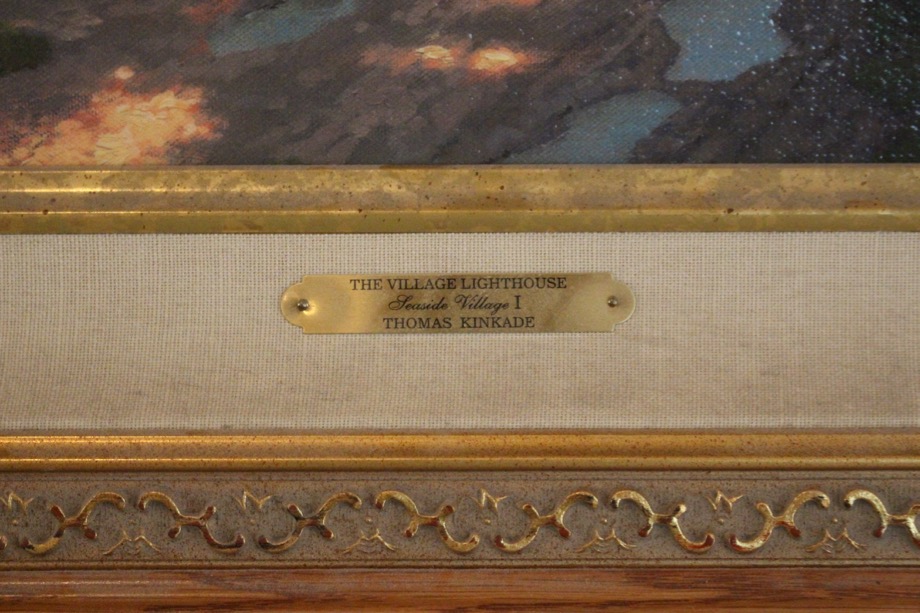 THE VILLAGE LIGHTHOUSE
Seaside Village I
THOMAS KINKADE